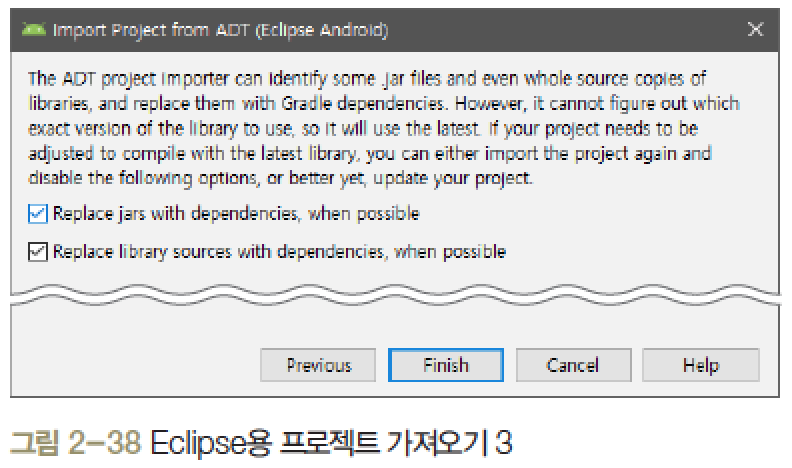 Import Project from ADT (Eclipse Android)
The ADT project importer can identify some .jar files and even whole source copies of
libraries, and replace them with Gradle dependencies. However, it cannot figure out which
exact version of the library to use, so it will use the latest. If your project needs to be
adjusted to compile with the latest library, you can either import the project again and
disable the following options, or better yet, update your project.
Replace jars with dependencies, when possible
Replace library sources with dependencies, when possible
Previous Finish Cancel Help
그림 2-38 Eclipse용 프로젝트 가져오기 3